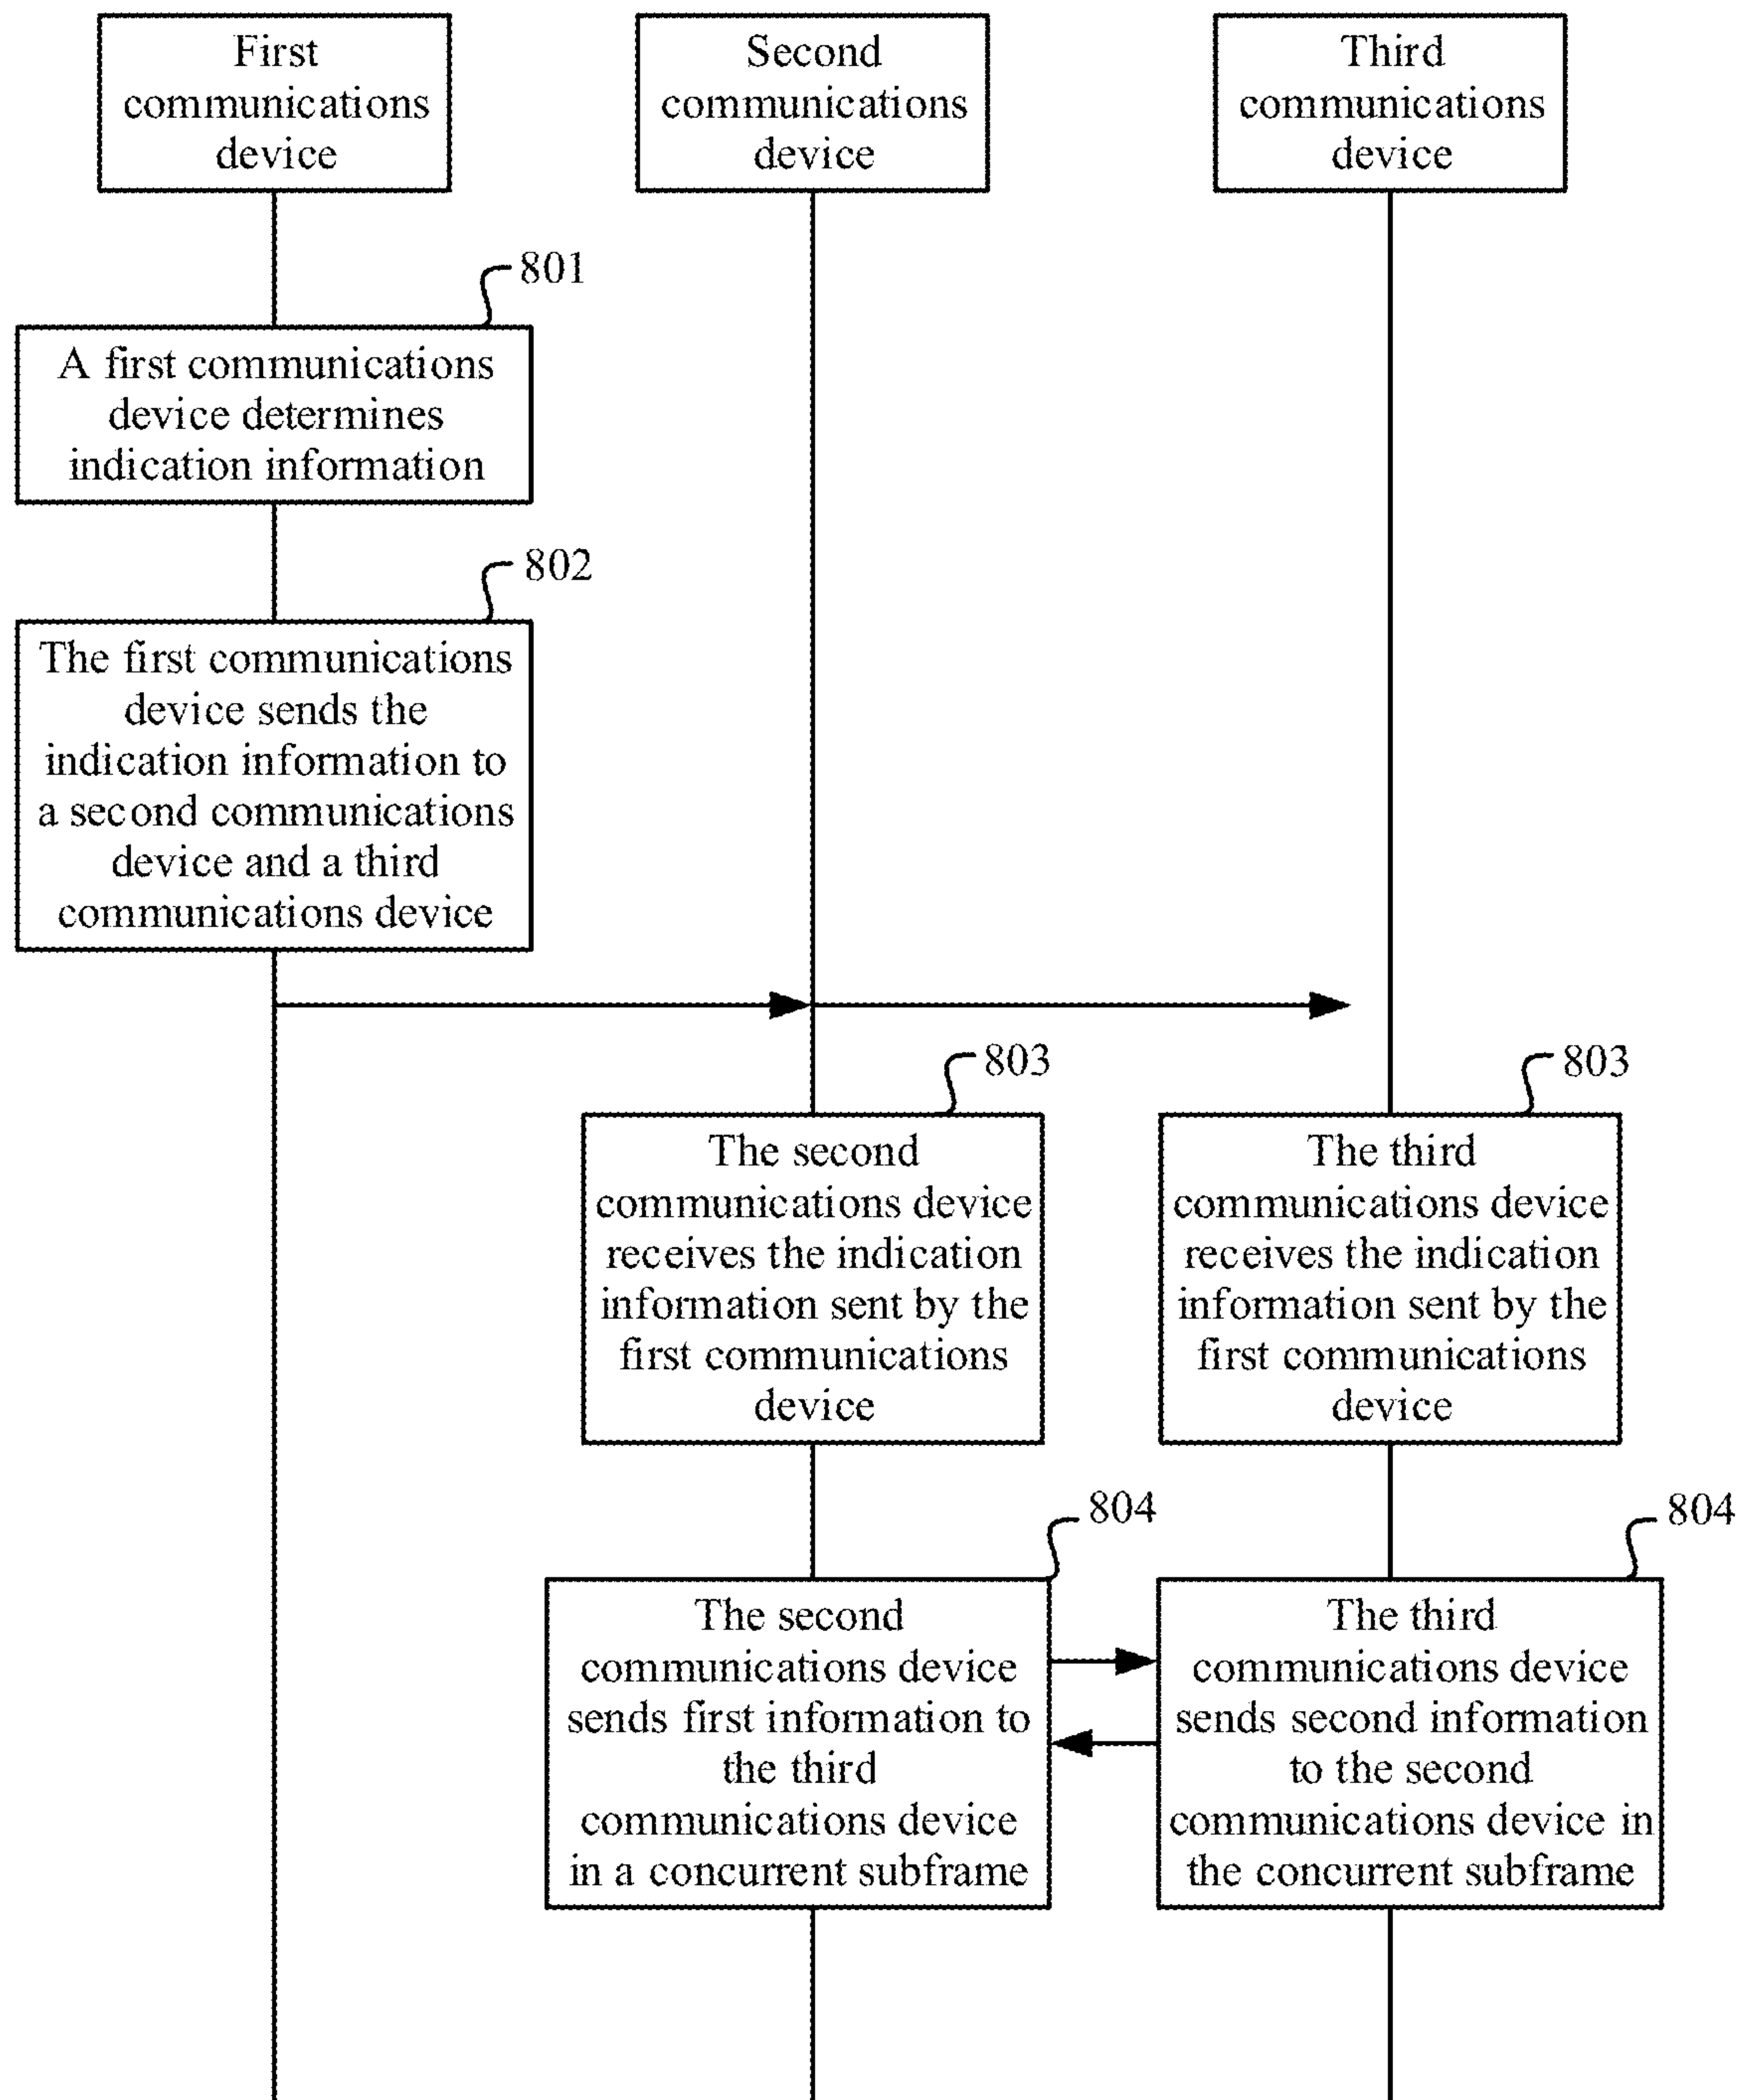 First
communications
device
Second
communications
device
Third
communications
device
801
A first communications
device determines
indication information
802
The first communications
device sends the
indication information to
a second communications
device and a third
communications device
803
The second
communications device
receives the indication
information sent by the
first communications
device
803
The third
communications device
receives the indication
information sent by the
first communications
device
804
The second
communications device
sends first information to
the third
communications device
in a concurrent subframe
804
The third
communications device
sends second information
to the second
communications device in
the concurrent subframe